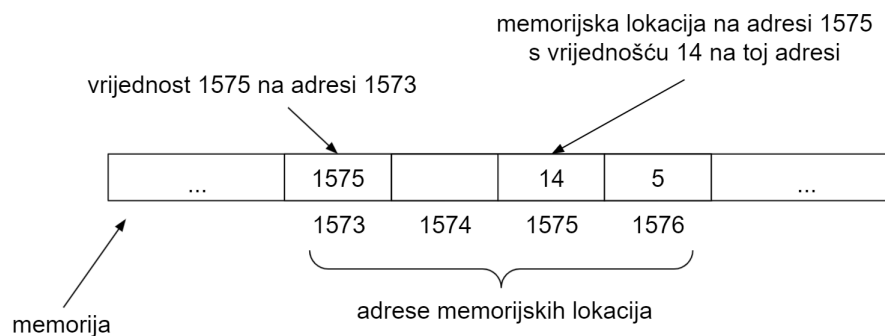 memorijska lokacija na adresi 1575
s vrijednošću 14 na toj adresi
vrijednost 1575 na adresi 1573
... 1575 14 5 ...
1573 1574 1575 1576
adrese memorijskih lokacija
memorija